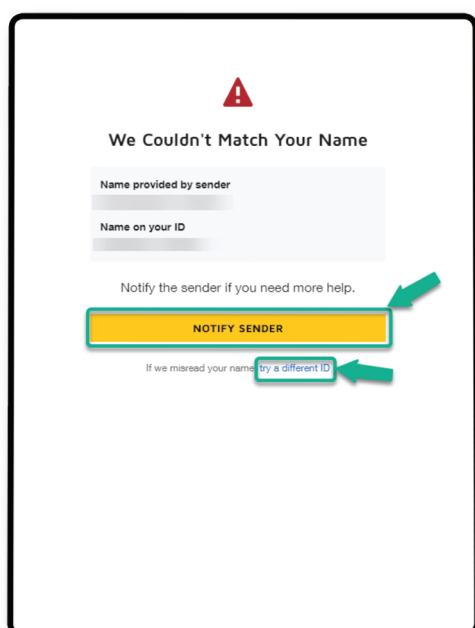 We Couldn't Match Your Name
Name provided by sender
Name on your ID
Notify the sender if you need more help.
NOTIFY SENDER
If we misread your name try a different ID